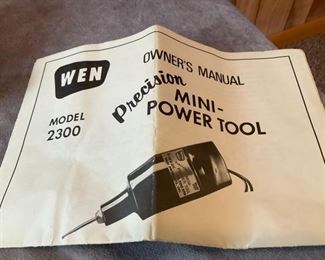 WEN
OWNER'S MANUAL
Precision
MINI-
POWER TOOL
MODEL
2300